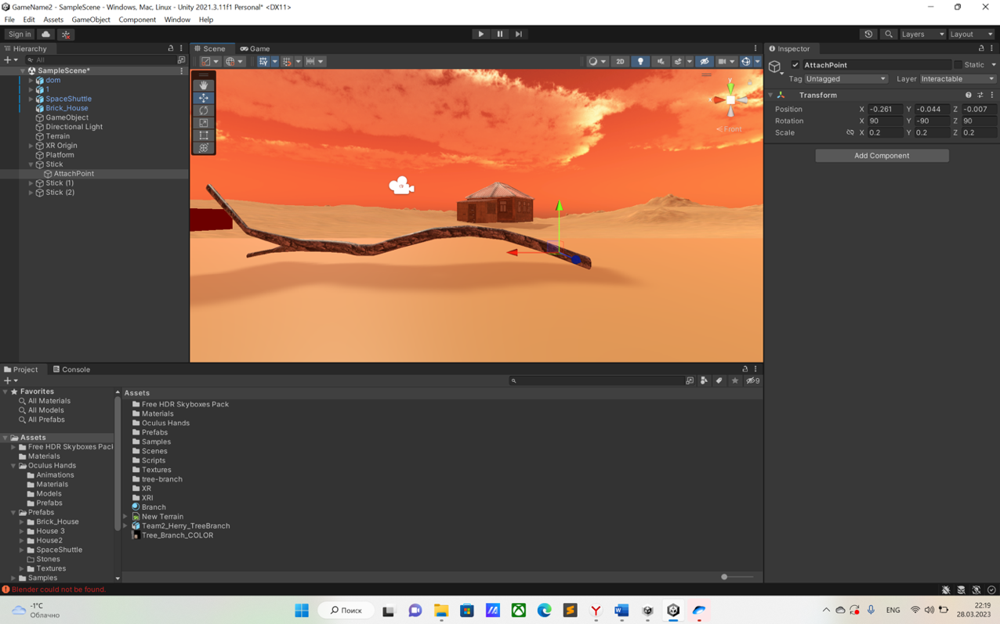 GameName2 - SampleScene - Windows, Mac, Linux - Unity 2021.3.11f1 Personal* <DX11>
File Edit Assets GameObject Component Window Help
Sign in
Layers
Layout
Hierarchy
All
SampleScene*
dom
1
SpaceShuttle
Brick_House
GameObject
Directional Light
Terrain
XR Origin
Platform
Stick
AttachPoint
Stick (1)
Stick (2)
Scene Game
2D
y
x
Front
Inspector
AttachPoint Static
Tag Untagged Layer Interactable
Transform
Position X -0.261 Y -0.044 Z -0.007
Rotation X 90 Y -90 Z 90
Scale X 0.2 Y 0.2 Z 0.2
Add Component
Project Console
9
Favorites
All Materials
All Models
All Prefabs
Assets
Free HDR Skyboxes Pack
Materials
Oculus Hands
Animations
Materials
Models
Prefabs
Prefabs
Brick_House
House 3
House2
SpaceShuttle
Stones
Textures
Samples
Assets
Free HDR Skyboxes Pack
Materials
Oculus Hands
Prefabs
Samples
Scenes
Scripts
Textures
tree-branch
XR
XRI
Branch
New Terrain
Team2_Herry_TreeBranch
Tree_Branch_COLOR
Blender could not be found.
-1°C
Облачно
Поиск
ENG
22:19
28.03.2023